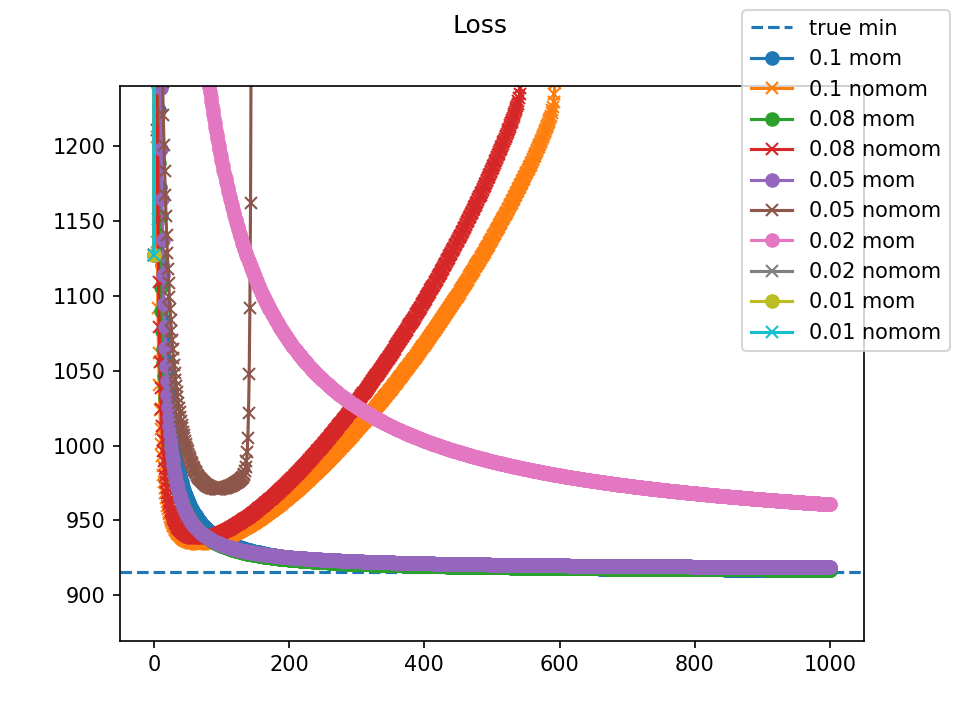 Loss
true min
0.1 mom
0.1 nomom
0.08 mom
0.08 nomom
0.05 mom
0.05 nomom
0.02 mom
0.02 nomom
0.01 mom
0.01 nomom
1200
1150
1100
1050
1000
950
900
0 200 400 600 800 1000